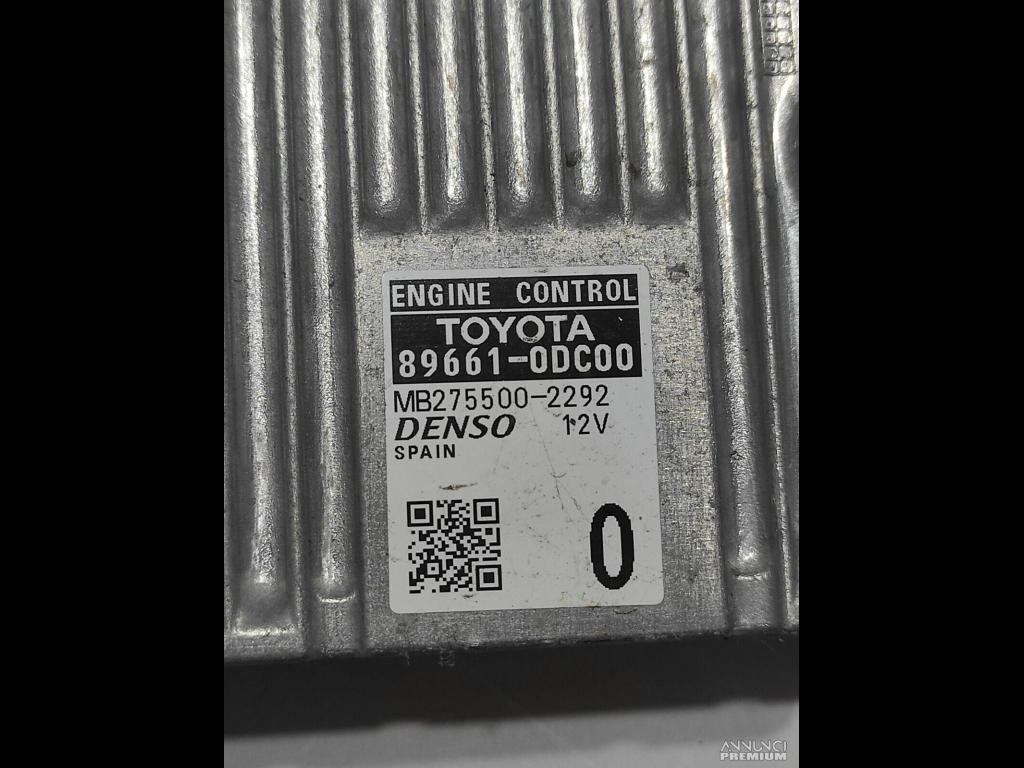 ENGINE CONTROL
TOYOTA
89661-0DC00
MB275500-2292
DENSO 12V
SPAIN
0
ANNUNCI
PREMIUM